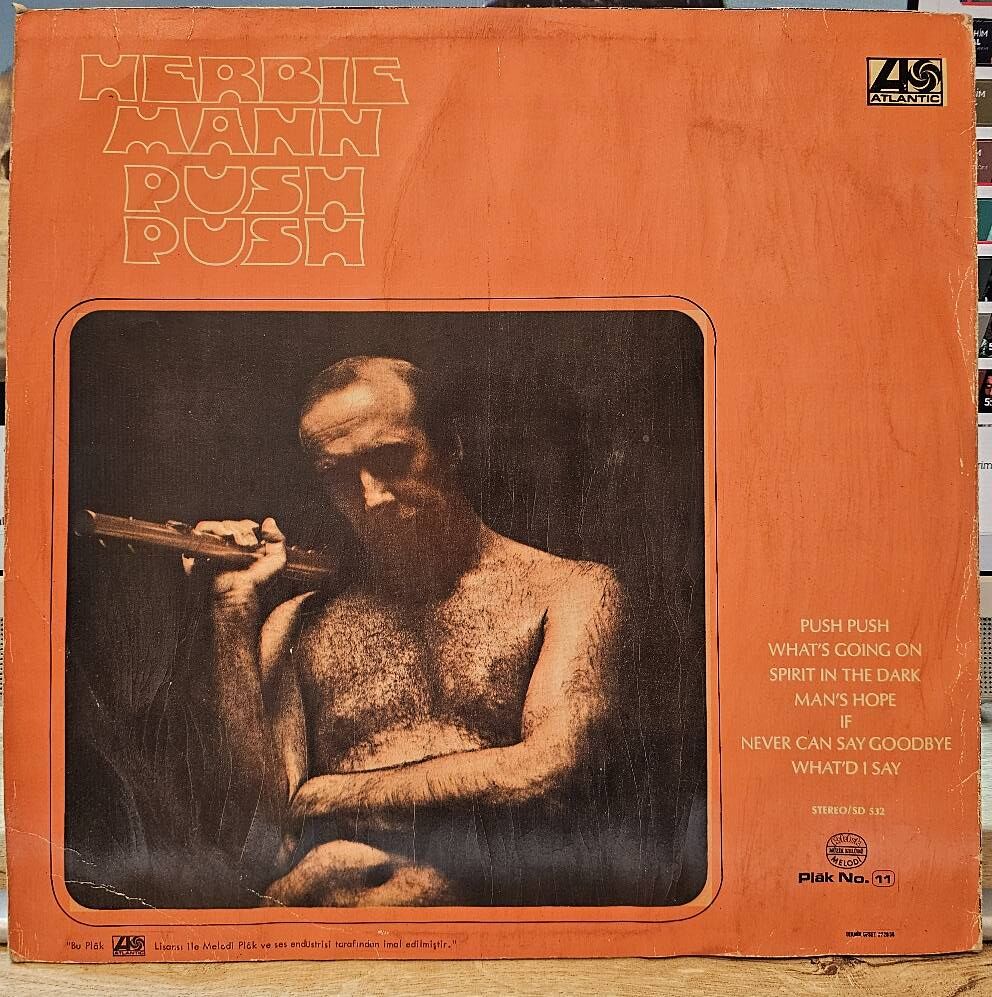 HERBIE
MANN
PUSH
PUSH
ATLANTIC
PUSH PUSH
WHAT'S GOING ON
SPIRIT IN THE DARK
MAN'S HOPE
IF
NEVER CAN SAY GOODBYE
WHAT'D I SAY
STEREO/SD 532
MELODİ
Plâk No. 11
"Bu Plâk ATLANTIC Lisansı ile Melodi Plâk ve ses endüstrisi tarafından imal edilmiştir."